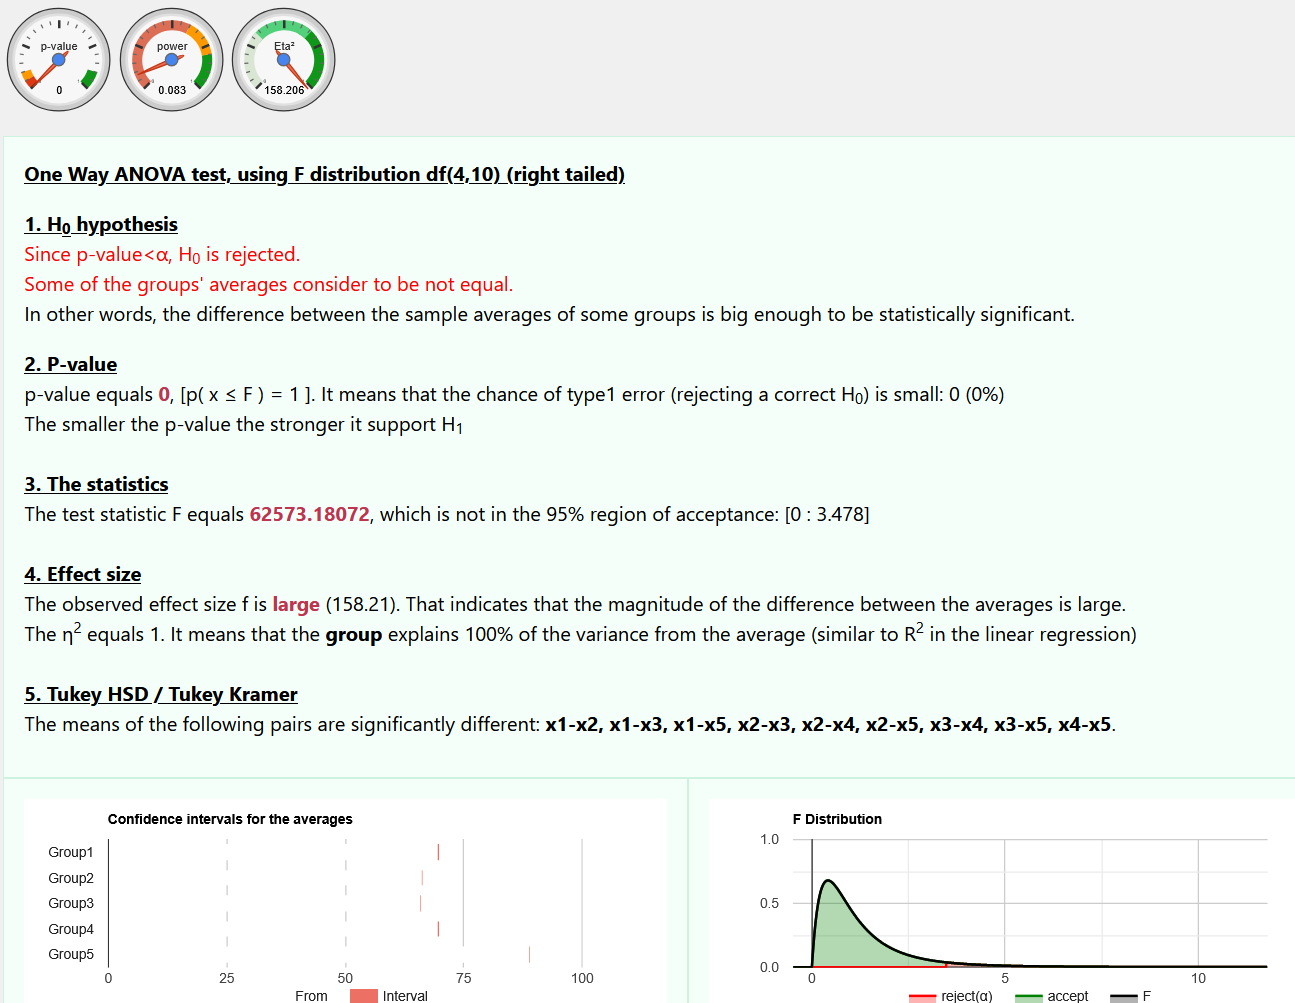 p-value
0
power
0.083
Eta²
158.206
One Way ANOVA test, using F distribution df(4,10) (right tailed)
1. H₀ hypothesis
Since p-value<α, H₀ is rejected.
Some of the groups' averages consider to be not equal.
In other words, the difference between the sample averages of some groups is big enough to be statistically significant.
2. P-value
p-value equals 0, [p( x ≤ F ) = 1 ]. It means that the chance of type1 error (rejecting a correct H₀) is small: 0 (0%)
The smaller the p-value the stronger it support H₁
3. The statistics
The test statistic F equals 62573.18072, which is not in the 95% region of acceptance: [0 : 3.478]
4. Effect size
The observed effect size f is large (158.21). That indicates that the magnitude of the difference between the averages is large.
The η² equals 1. It means that the group explains 100% of the variance from the average (similar to R² in the linear regression)
5. Tukey HSD / Tukey Kramer
The means of the following pairs are significantly different: x1-x2, x1-x3, x1-x5, x2-x3, x2-x4, x2-x5, x3-x4, x3-x5, x4-x5.
Confidence intervals for the averages
Group1
Group2
Group3
Group4
Group5
0 25 50 75 100
From Interval
F Distribution
1.0
0.5
0.0
0 5 10
reject(α) accept F